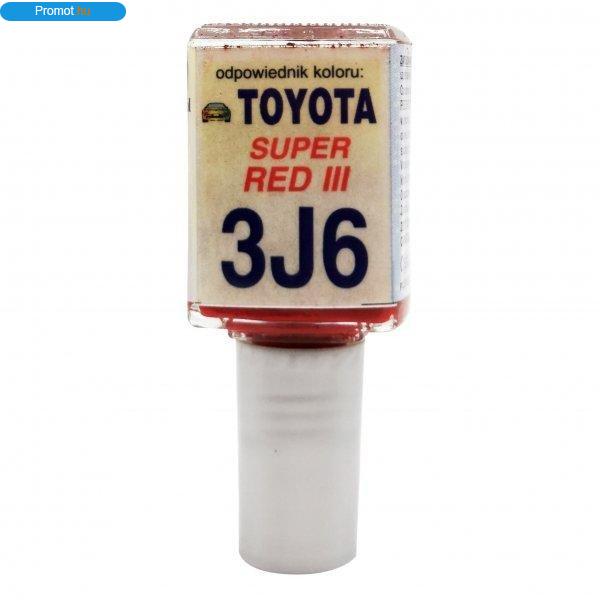 Promot.hu
odpowiednik koloru:
TOYOTA
SUPER
RED III
3J6